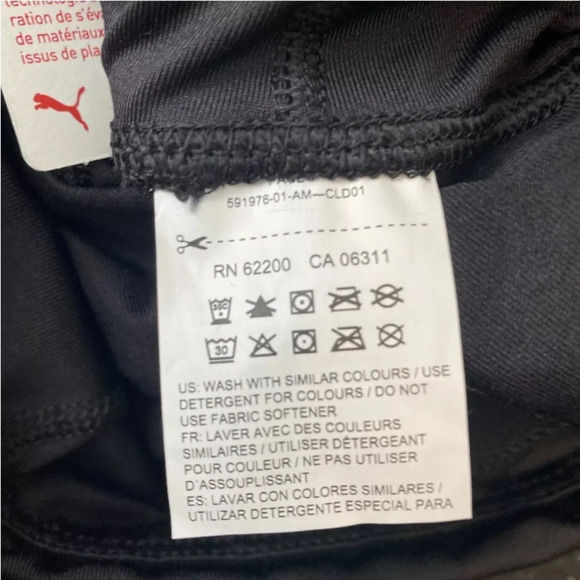 ration de s'év
de matériaux
issus de pla
591976-01-AM—CLD01
RN 62200 CA 06311
30
US: WASH WITH SIMILAR COLOURS / USE
DETERGENT FOR COLOURS / DO NOT
USE FABRIC SOFTENER
FR: LAVER AVEC DES COULEURS
SIMILAIRES / UTILISER DÉTERGENT
POUR COULEUR / NE PAS UTILISER
D'ASSOUPLISSANT
ES: LAVAR CON COLORES SIMILARES /
UTILIZAR DETERGENTE ESPECIAL PARA